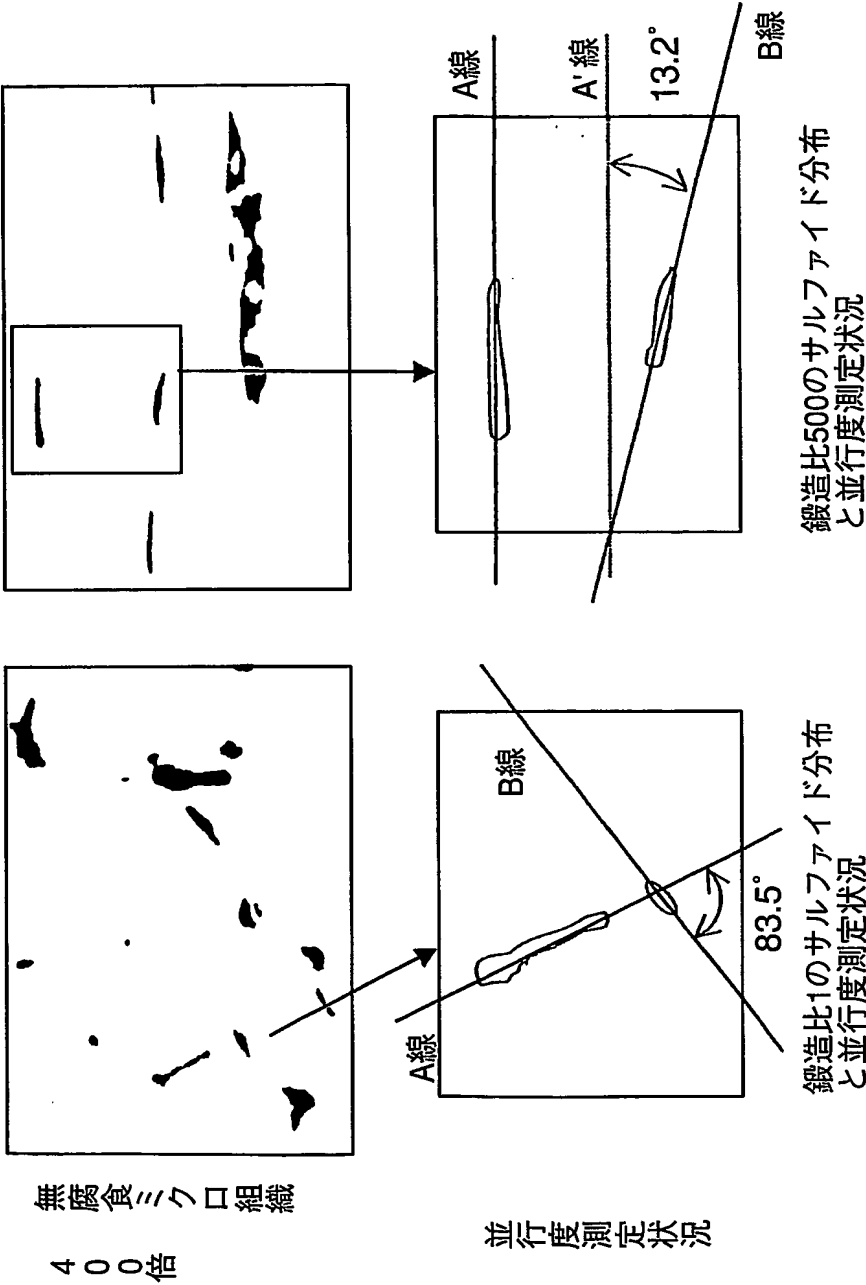 400倍
無腐食ミクロ組織
並行度測定状況
A線
B線
83.5°
鍛造比1のサルファイド分布
と並行度測定状況
A線
A'線
13.2°
B線
鍛造比500のサルファイド分布
と並行度測定状況